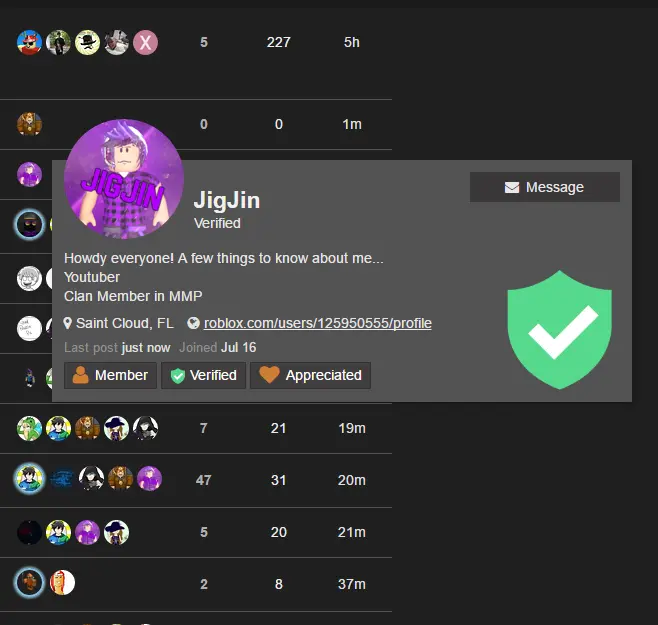 X
5 227 5h
0 0 1m
JIGJIN
JigJin
Message
Verified
Howdy everyone! A few things to know about me...
Youtuber
Clan Member in MMP
Saint Cloud, FL roblox.com/users/125950555/profile
Last post just now Joined Jul 16
Member Verified Appreciated
7 21 19m
47 31 20m
5 20 21m
2 8 37m